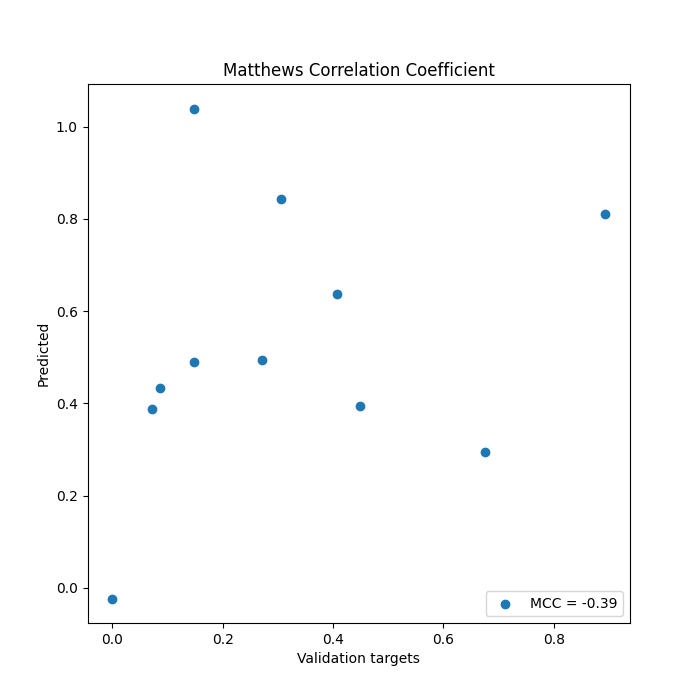 Matthews Correlation Coefficient
1.0
0.8
0.6
0.4
0.2
0.0
Predicted
MCC = -0.39
0.0 0.2 0.4 0.6 0.8
Validation targets